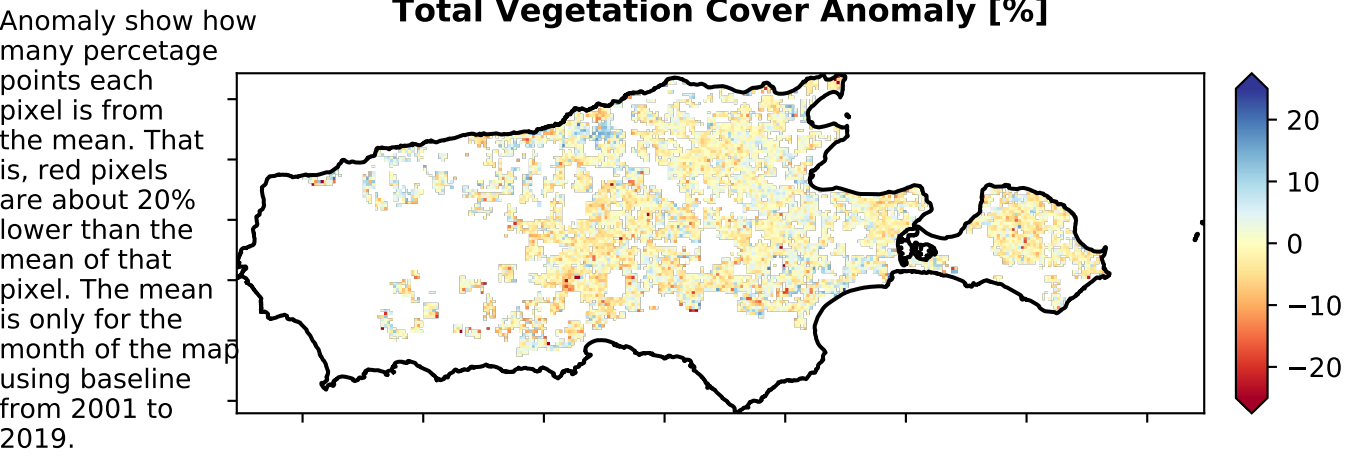 Total Vegetation Cover Anomaly [%]
Anomaly show how
many percetage
points each
pixel is from
the mean. That
is, red pixels
are about 20%
lower than the
mean of that
pixel. The mean
is only for the
month of the map
using baseline
from 2001 to
2019.
20
10
0
−10
−20